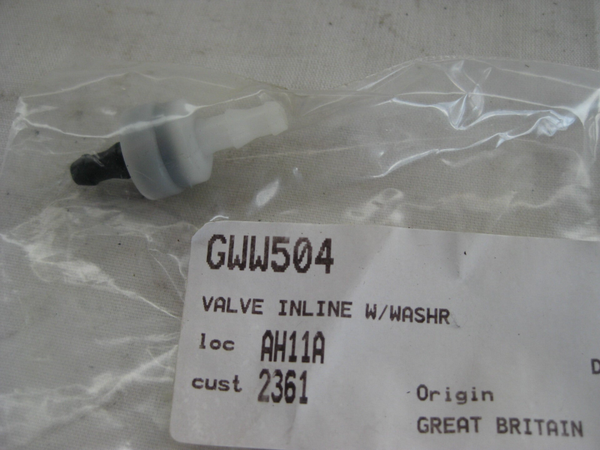 GWW504
VALVE INLINE W/WASHR
loc AH11A
cust 2361
D
Origin
GREAT BRITAIN